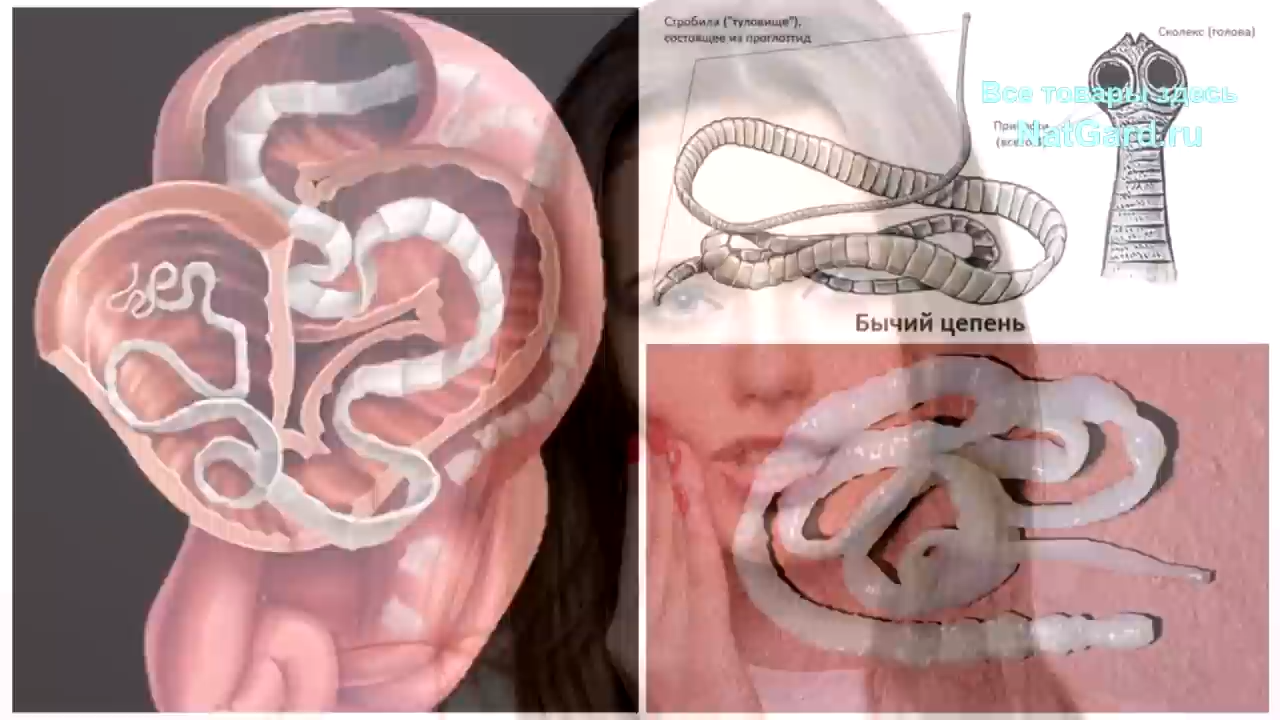 Стробила ("туловище"),
состоящее из проглоттид
Сколекс (голова)
Все товары здесь
NatGard.ru
Бычий цепень